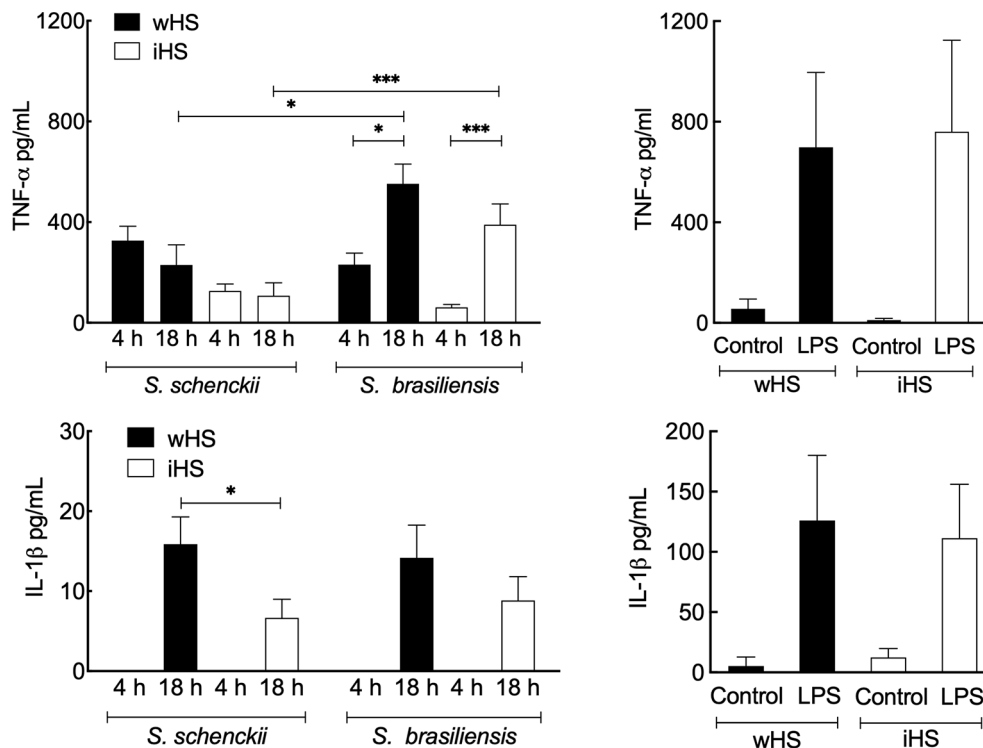 1200
800
400
0
TNF-α pg/mL
wHS
iHS
***
*
*
***
4 h 18 h 4 h 18 h 4 h 18 h 4 h 18 h
S. schenckii S. brasiliensis
1200
800
400
0
TNF-α pg/ml
Control LPS Control LPS
wHS iHS
30
20
10
0
IL-1β pg/mL
wHS
iHS
*
4 h 18 h 4 h 18 h 4 h 18 h 4 h 18 h
S. schenckii S. brasiliensis
200
150
100
50
0
IL-1β pg/mL
Control LPS Control LPS
wHS iHS